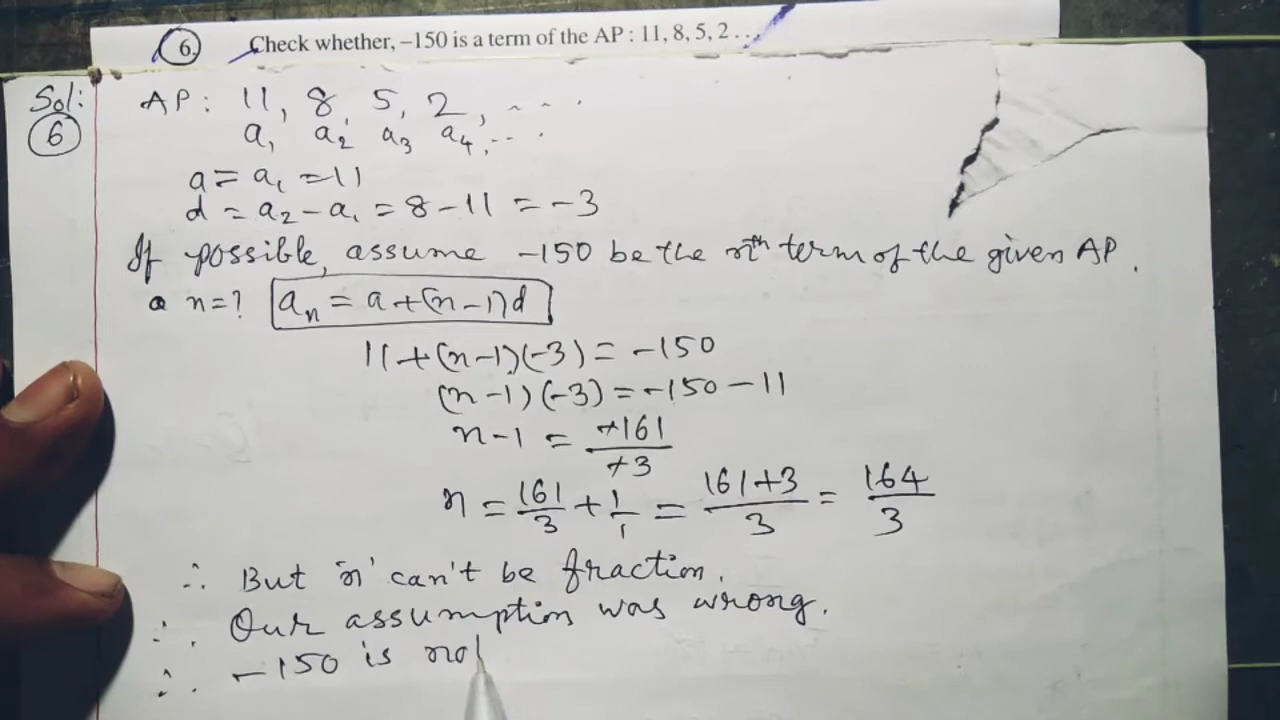 6. Check whether, –150 is a term of the AP : 11, 8, 5, 2 . . .
Sol: AP: 11, 8, 5, 2, ....
6 a₁ a₂ a₃ a₄, ...
a = a₁ = 11
d = a₂ - a₁ = 8 - 11 = -3
If possible, assume -150 be the nth term of the given AP.
n=? aₙ = a + (n-1)d
11 + (n-1)(-3) = -150
(n-1)(-3) = -150 - 11
n-1 = +161/+3
n = 161/3 + 1/1 = 161+3/3 = 164/3
∴ But 'n' can't be fraction.
∴ Our assumption was wrong.
∴ -150 is not